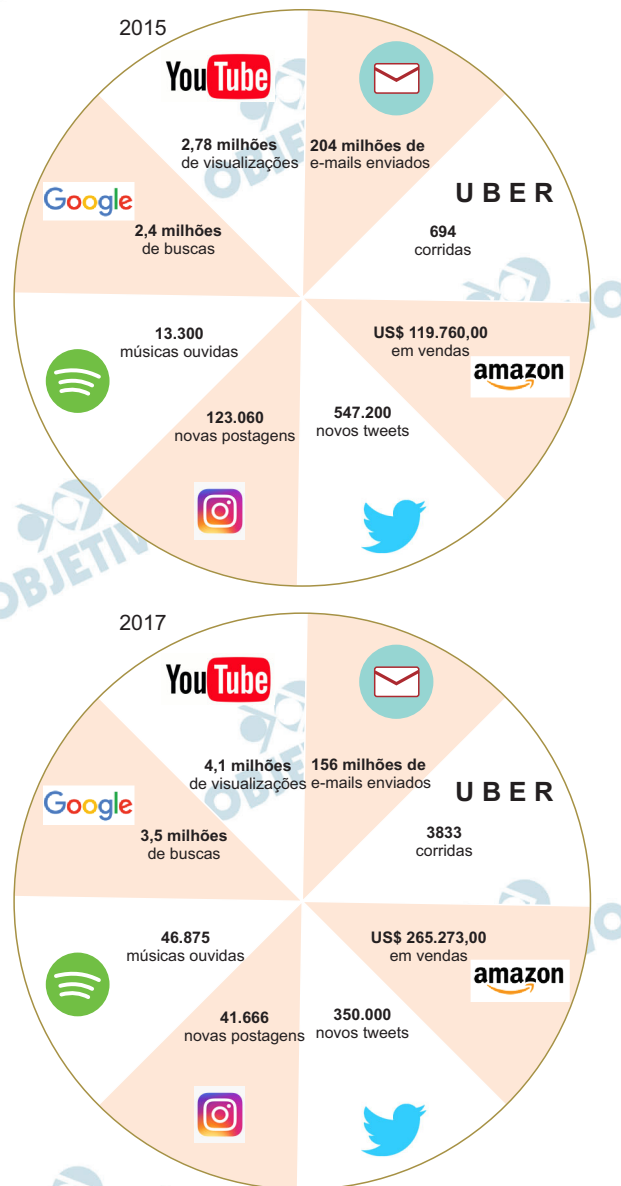 2015
YouTube
2,78 milhões
de visualizações
204 milhões de
e-mails enviados
UBER
694
corridas
Google
2,4 milhões
de buscas
13.300
músicas ouvidas
US$ 119.760,00
em vendas
amazon
123.060
novas postagens
547.200
novos tweets
OBJETIVO
2017
YouTube
4,1 milhões
de visualizações
156 milhões de
e-mails enviados
UBER
3833
corridas
Google
3,5 milhões
de buscas
46.875
músicas ouvidas
US$ 265.273,00
em vendas
amazon
41.666
novas postagens
350.000
novos tweets